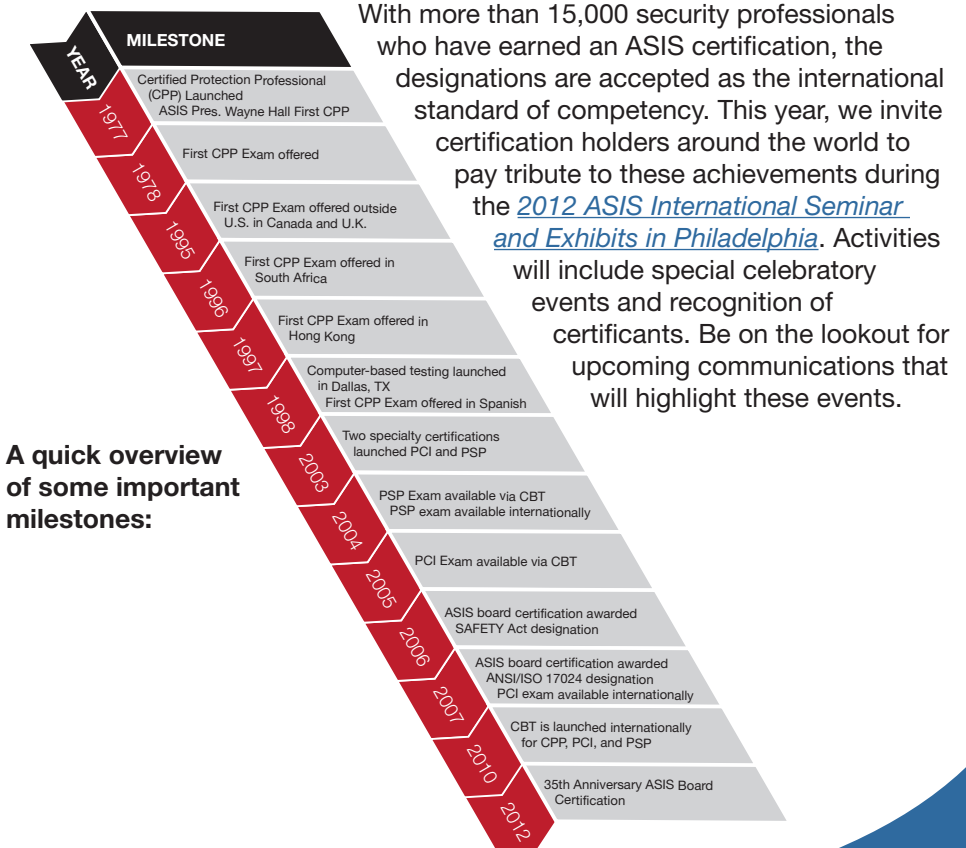 With more than 15,000 security professionals
who have earned an ASIS certification, the
designations are accepted as the international
standard of competency. This year, we invite
certification holders around the world to
pay tribute to these achievements during
the 2012 ASIS International Seminar
and Exhibits in Philadelphia. Activities
will include special celebratory
events and recognition of
certificants. Be on the lookout for
upcoming communications that
will highlight these events.
A quick overview
of some important
milestones:
YEAR
MILESTONE
1977
Certified Protection Professional
(CPP) Launched
ASIS Pres. Wayne Hall First CPP
1978
First CPP Exam offered
1995
First CPP Exam offered outside
U.S. in Canada and U.K.
1996
First CPP Exam offered in
South Africa
1997
First CPP Exam offered in
Hong Kong
1998
Computer-based testing launched
in Dallas, TX
First CPP Exam offered in Spanish
2003
Two specialty certifications
launched PCI and PSP
2004
PSP Exam available via CBT
PSP exam available internationally
2005
PCI Exam available via CBT
2006
ASIS board certification awarded
SAFETY Act designation
2007
ASIS board certification awarded
ANSI/ISO 17024 designation
PCI exam available internationally
2010
CBT is launched internationally
for CPP, PCI, and PSP
2012
35th Anniversary ASIS Board
Certification